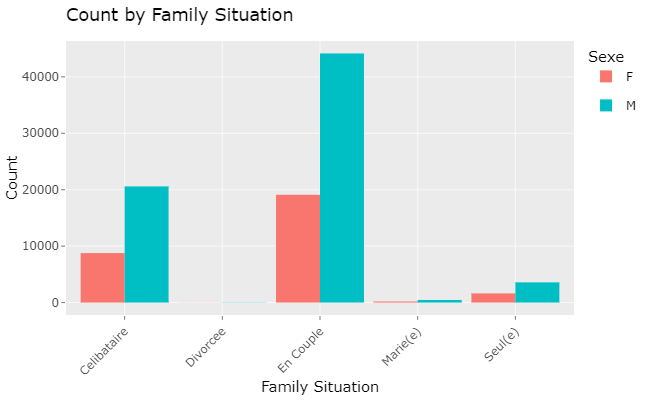 Count by Family Situation
Sexe
F
M
Count
40000
30000
20000
10000
0
Celibataire
Divorcee
En Couple
Marie(e)
Seul(e)
Family Situation